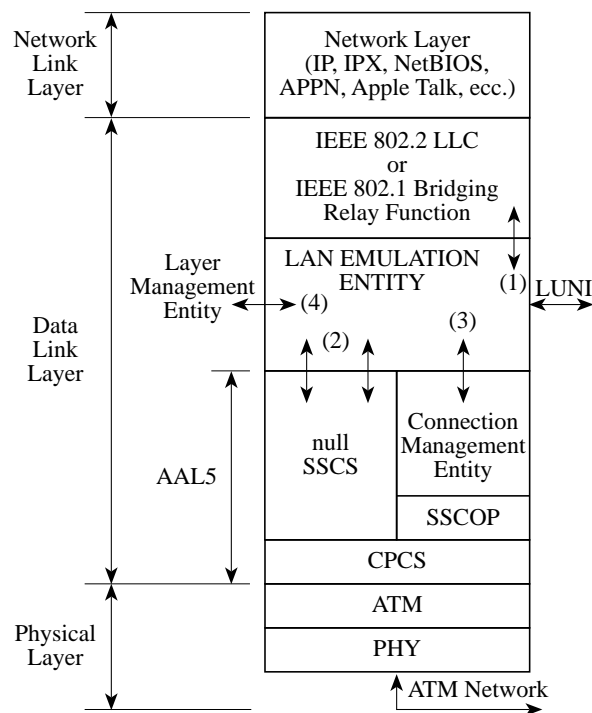 Network
Link
Layer
Network Layer
(IP, IPX, NetBIOS,
APPN, Apple Talk, ecc.)
IEEE 802.2 LLC
or
IEEE 802.1 Bridging
Relay Function
LAN EMULATION
ENTITY
(1)
LUNI
Layer
Management
Entity
(4)
(2)
(3)
Data
Link
Layer
AAL5
null
SSCS
Connection
Management
Entity
SSCOP
CPCS
ATM
Physical
Layer
PHY
ATM Network